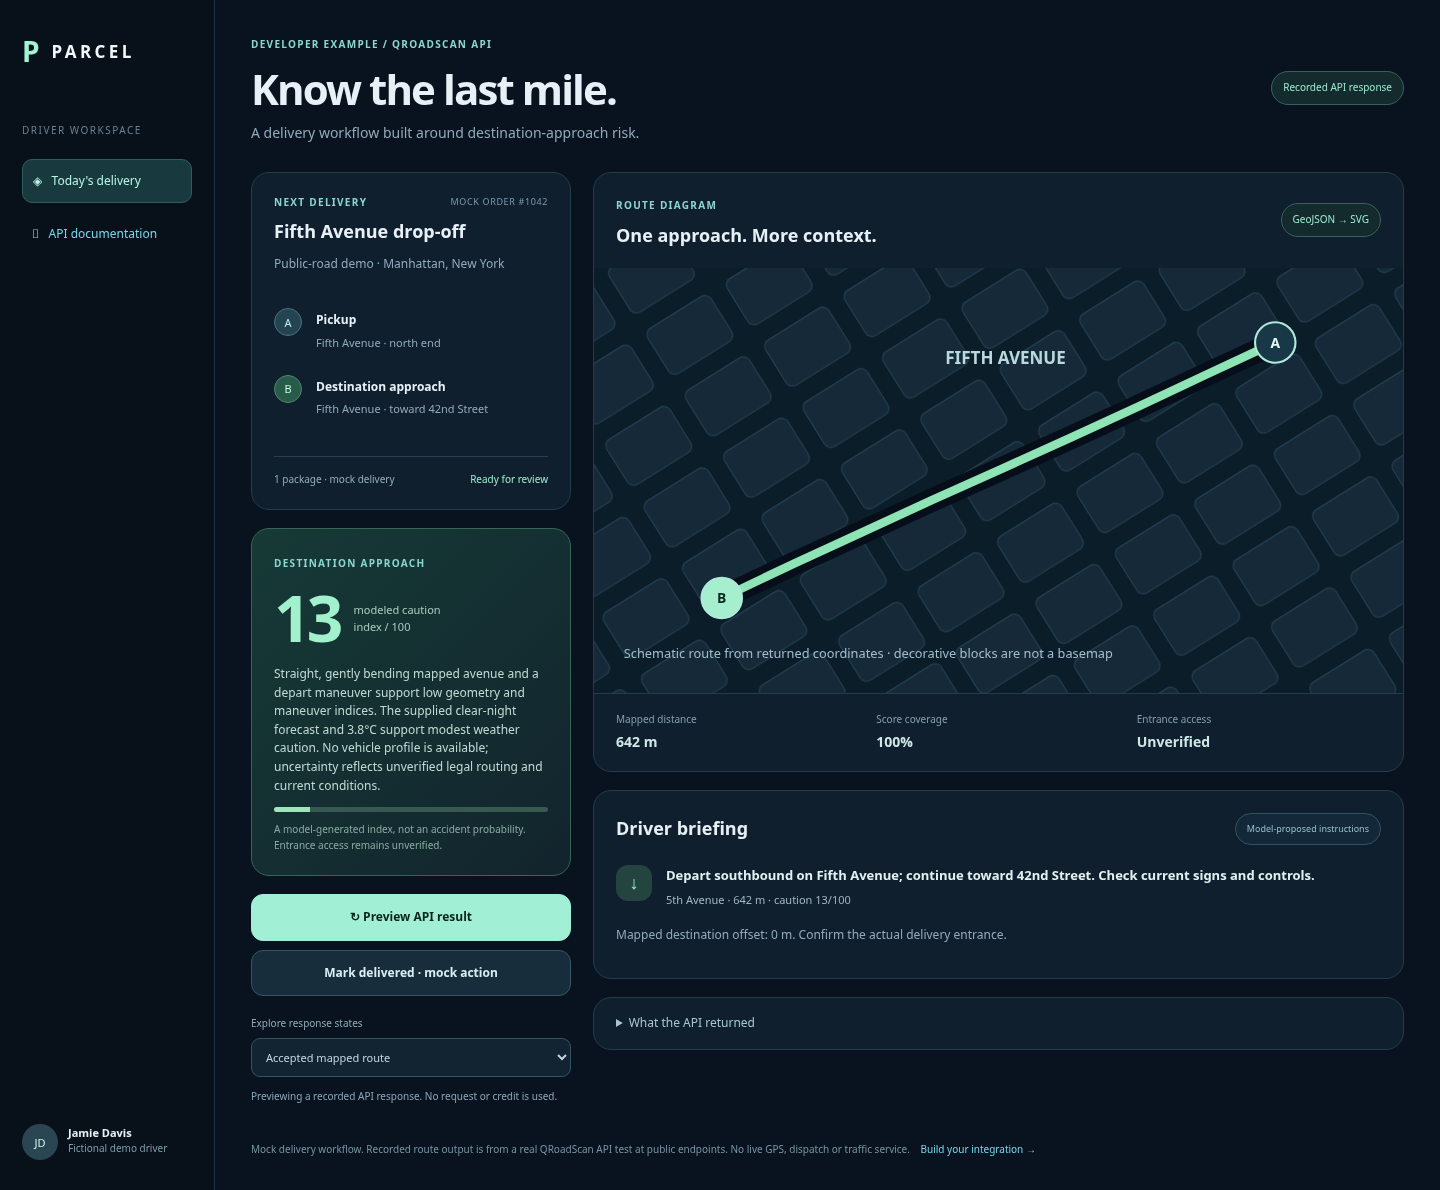 P PARCEL
DRIVER WORKSPACE
Today's delivery
API documentation
JD
Jamie Davis
Fictional demo driver
DEVELOPER EXAMPLE / QROADSCAN API
Know the last mile.
A delivery workflow built around destination-approach risk.
Recorded API response
NEXT DELIVERY
MOCK ORDER #1042
Fifth Avenue drop-off
Public-road demo · Manhattan, New York
A
Pickup
Fifth Avenue · north end
B
Destination approach
Fifth Avenue · toward 42nd Street
1 package · mock delivery
Ready for review
DESTINATION APPROACH
13
modeled caution
index / 100
Straight, gently bending mapped avenue and a
depart maneuver support low geometry and
maneuver indices. The supplied clear-night
forecast and 3.8°C support modest weather
caution. No vehicle profile is available;
uncertainty reflects unverified legal routing and
current conditions.
A model-generated index, not an accident probability.
Entrance access remains unverified.
↻ Preview API result
Mark delivered · mock action
Explore response states
Accepted mapped route
Previewing a recorded API response. No request or credit is used.
ROUTE DIAGRAM
One approach. More context.
GeoJSON → SVG
FIFTH AVENUE
A
B
Schematic route from returned coordinates · decorative blocks are not a basemap
Mapped distance
642 m
Score coverage
100%
Entrance access
Unverified
Driver briefing
Model-proposed instructions
↓
Depart southbound on Fifth Avenue; continue toward 42nd Street. Check current signs and controls.
5th Avenue · 642 m · caution 13/100
Mapped destination offset: 0 m. Confirm the actual delivery entrance.
What the API returned
Mock delivery workflow. Recorded route output is from a real QRoadScan API test at public endpoints. No live GPS, dispatch or traffic service. Build your integration →